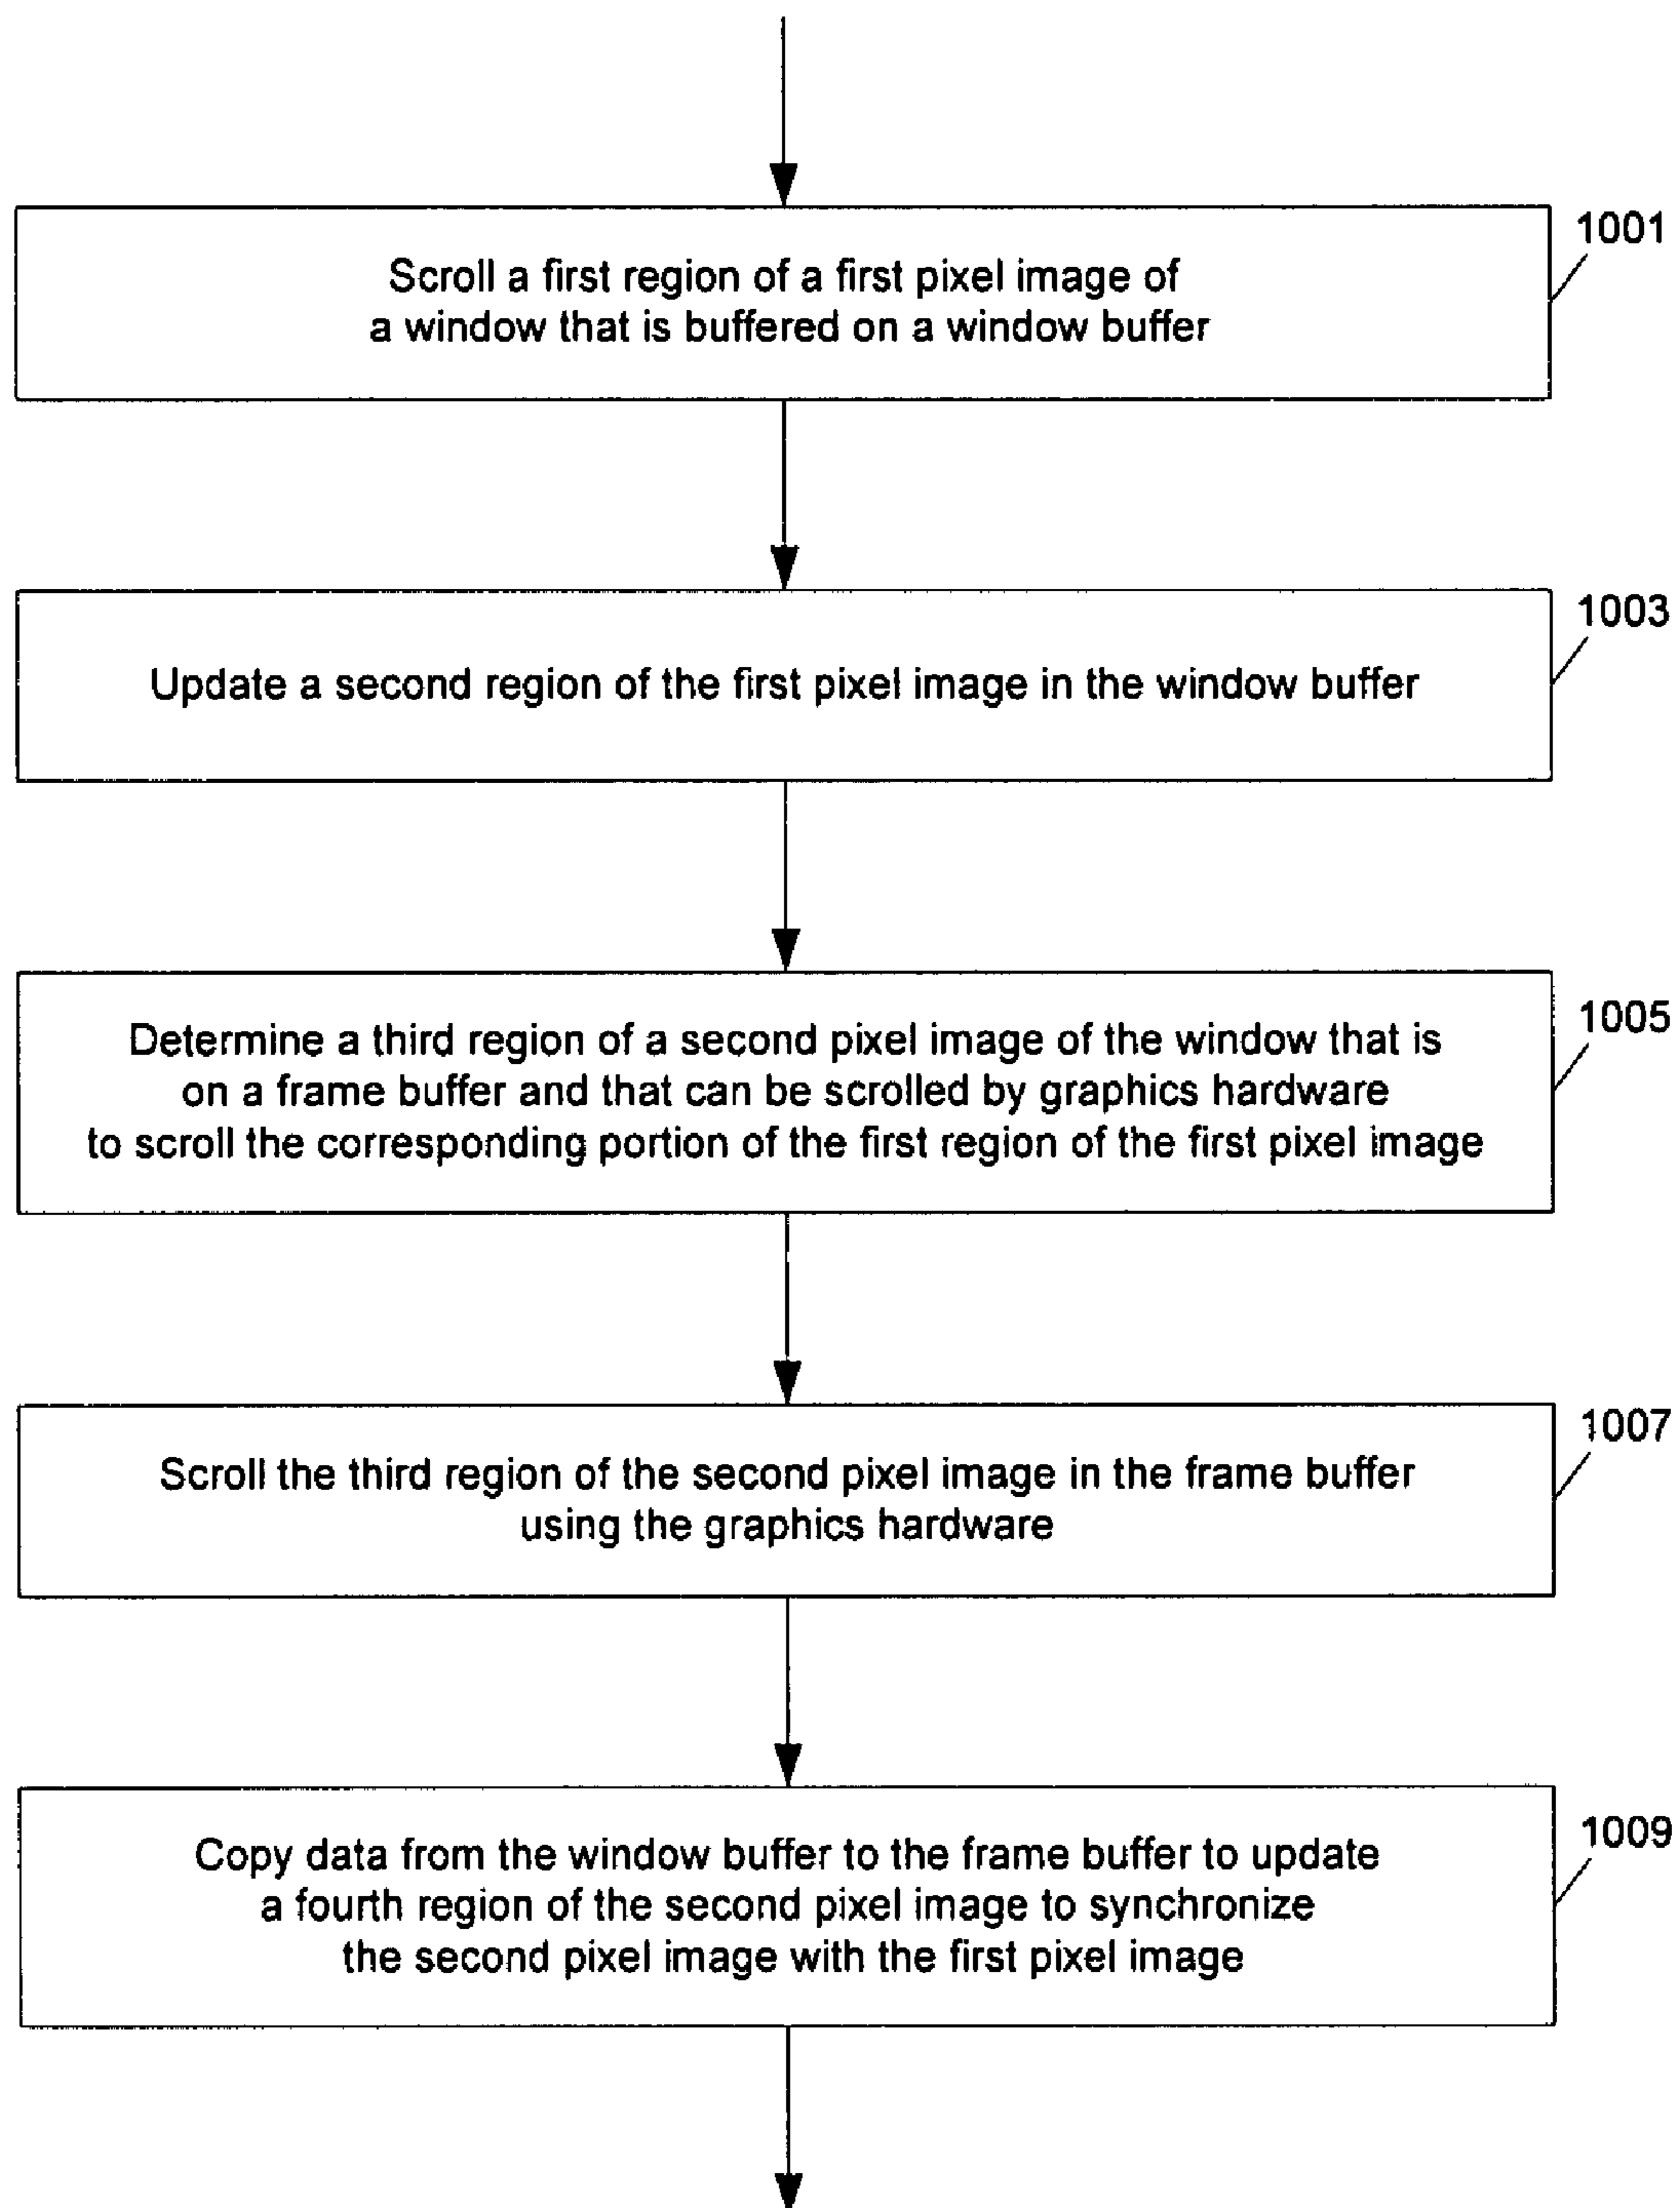 1001
Scroll a first region of a first pixel image of
a window that is buffered on a window buffer
1003
Update a second region of the first pixel image in the window buffer
1005
Determine a third region of a second pixel image of the window that is
on a frame buffer and that can be scrolled by graphics hardware
to scroll the corresponding portion of the first region of the first pixel image
1007
Scroll the third region of the second pixel image in the frame buffer
using the graphics hardware
1009
Copy data from the window buffer to the frame buffer to update
a fourth region of the second pixel image to synchronize
the second pixel image with the first pixel image